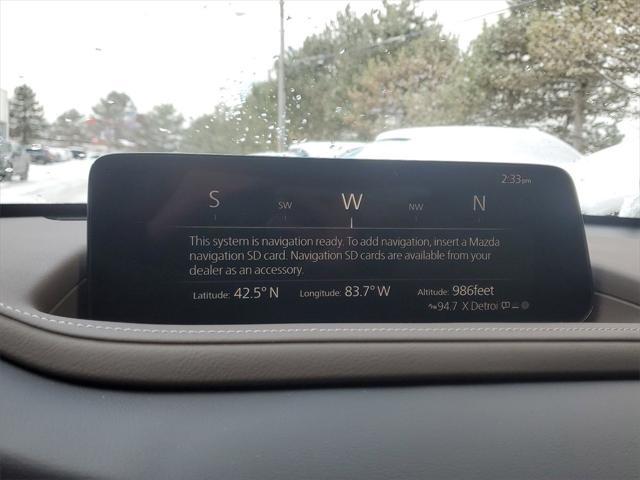 2:33pm
S SW W NW N
This system is navigation ready. To add navigation, insert a Mazda
navigation SD card. Navigation SD cards are available from your
dealer as an accessory.
Latitude: 42.5° N Longitude: 83.7° W Altitude: 986feet
94.7 X Detroi